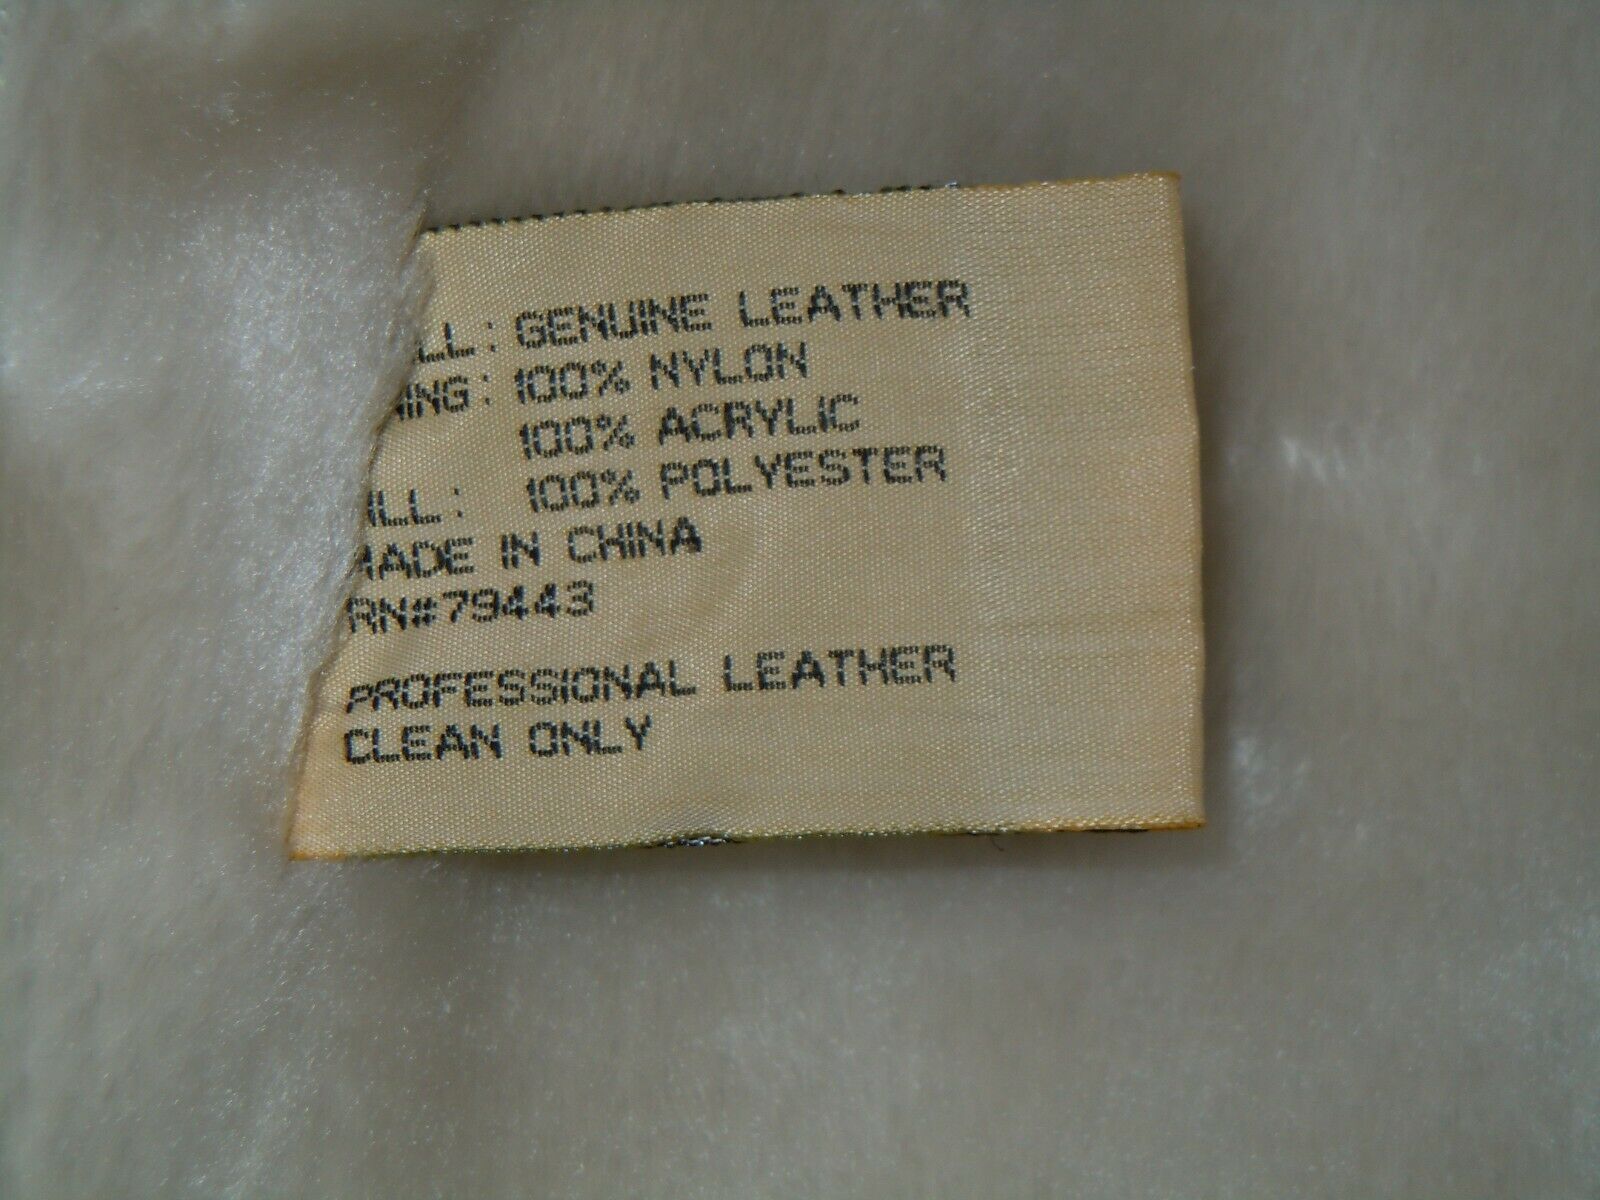 LL: GENUINE LEATHER
NING: 100% NYLON
100% ACRYLIC
ILL: 100% POLYESTER
MADE IN CHINA
RN#79443
PROFESSIONAL LEATHER
CLEAN ONLY